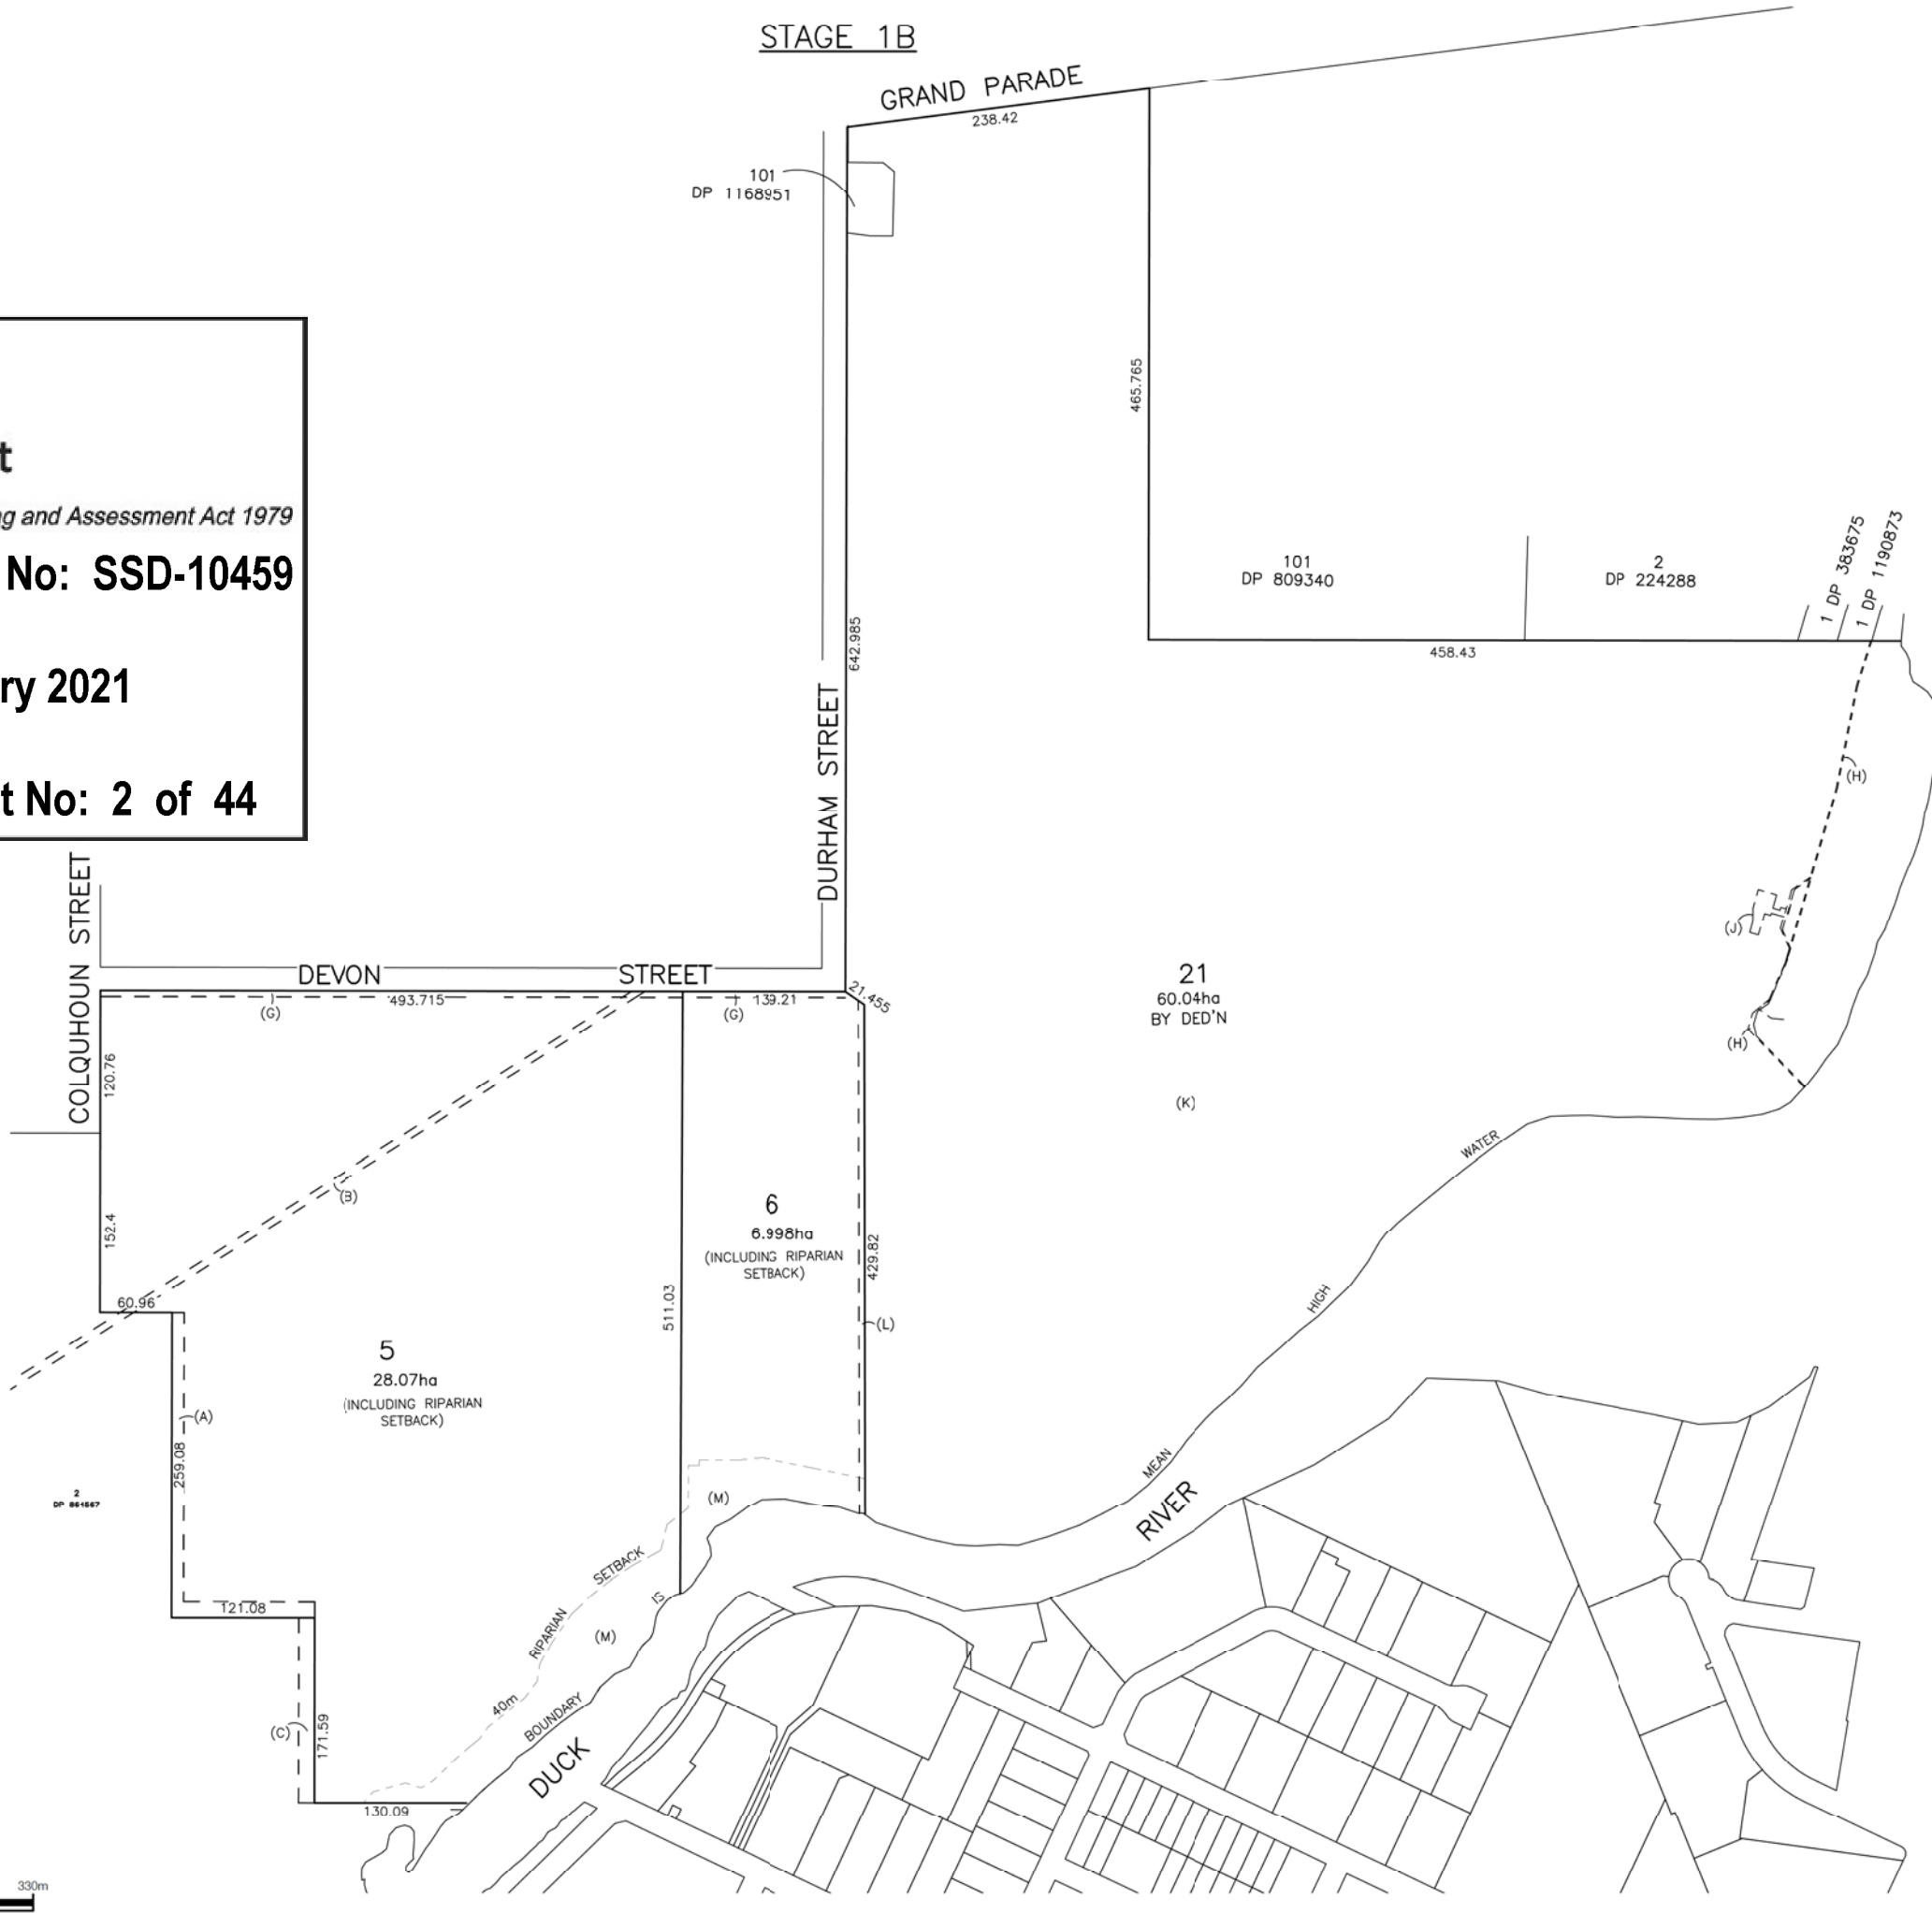 STAGE 1B
GRAND PARADE
238.42
101
DP 1168951
t
g and Assessment Act 1979
No: SSD-10459
ry 2021
t No: 2 of 44
465.765
101
DP 809340
2
DP 224288
1 DP 383675
1 DP 1190873
458.43
642.985
DURHAM STREET
(H)
(J)
(H)
COLQUHOUN STREET
DEVON STREET
493.715
139.21
21.455
(G)
(G)
21
60.04ha
BY DED'N
(K)
120.76
152.4
(B)
60.96
6
6.998ha
(INCLUDING RIPARIAN
SETBACK)
429.82
511.03
(L)
5
28.07ha
(INCLUDING RIPARIAN
SETBACK)
(A)
259.08
2
DP 861567
121.08
(C)
171.59
130.09
40m RIPARIAN SETBACK
(M)
(M)
BOUNDARY IS MEAN HIGH WATER
DUCK RIVER
330m